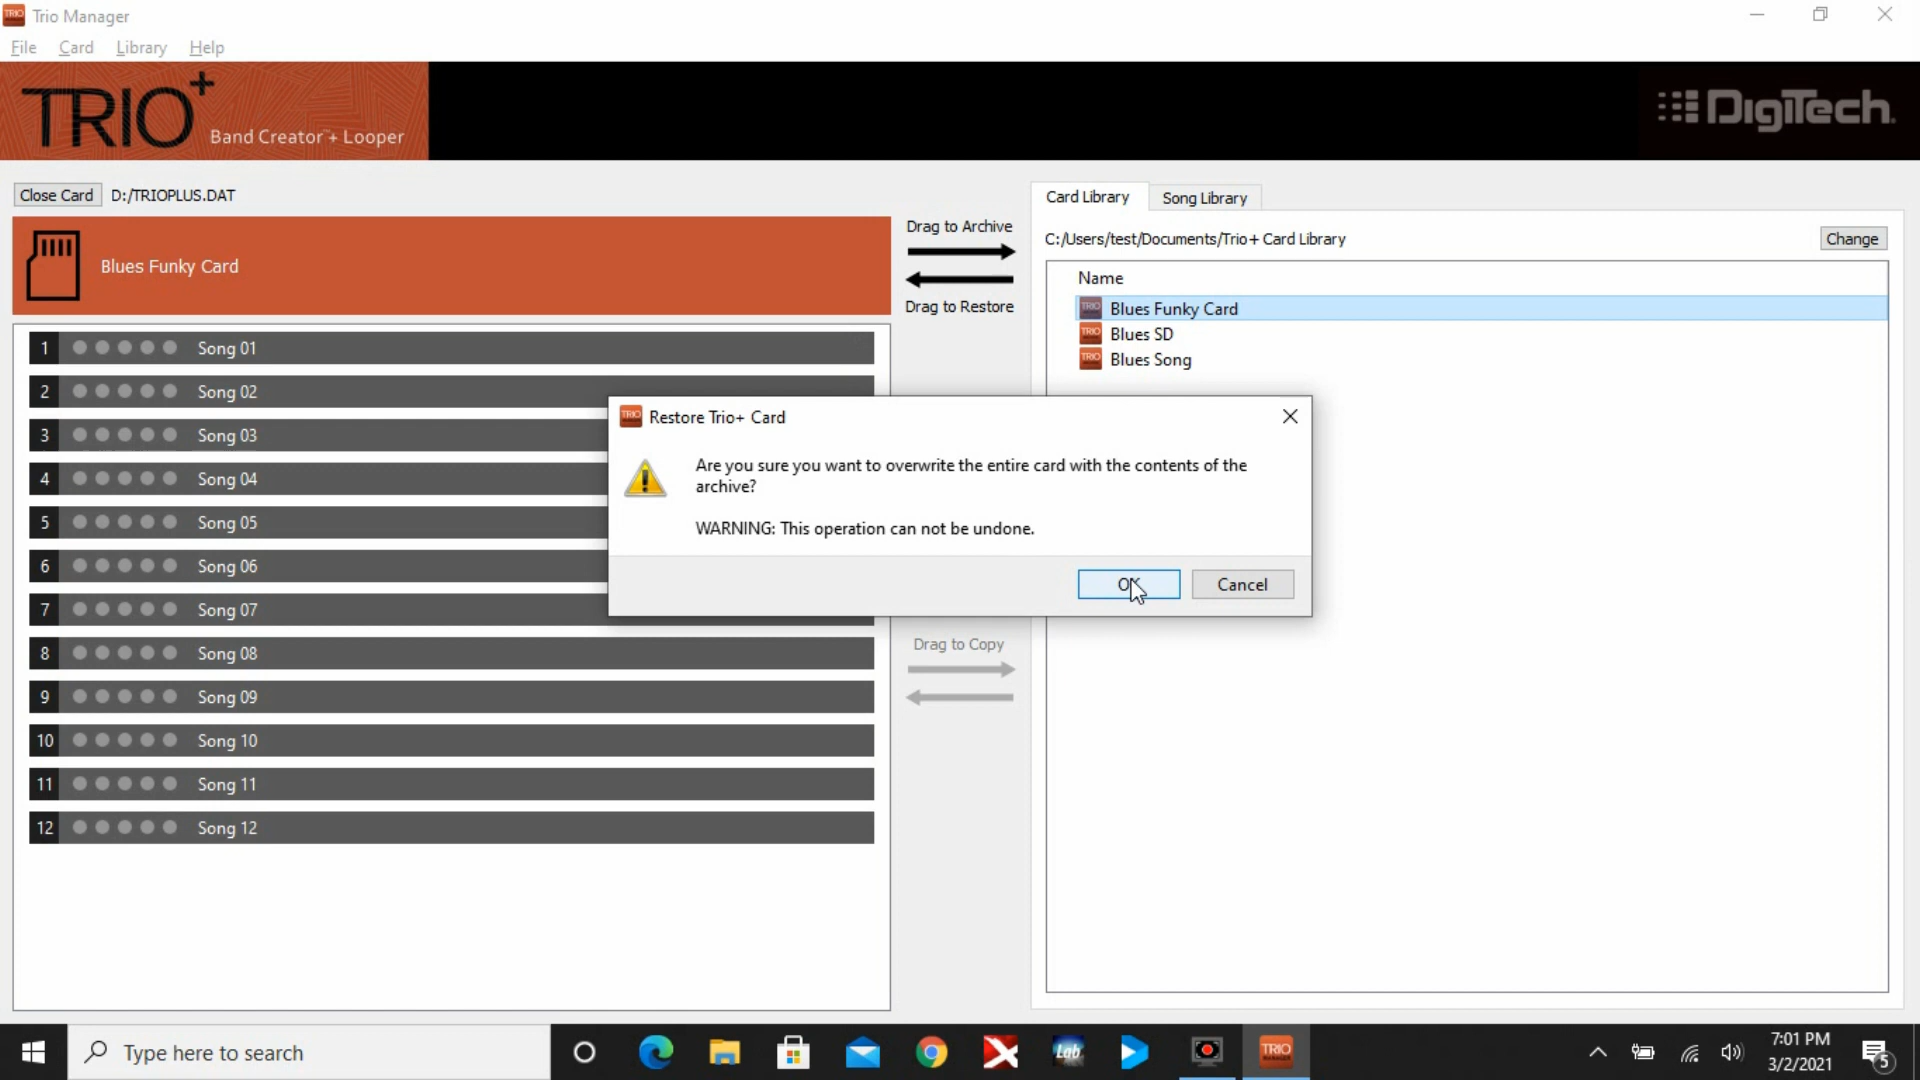 Trio Manager
File Card Library Help
TRIO+ Band Creator + Looper
DigiTech.
Close Card D:/TRIOPLUS.DAT
Blues Funky Card
1 Song 01
2 Song 02
3 Song 03
4 Song 04
5 Song 05
6 Song 06
7 Song 07
8 Song 08
9 Song 09
10 Song 10
11 Song 11
12 Song 12
Drag to Archive
Drag to Restore
Drag to Copy
Card Library Song Library
C:/Users/test/Documents/Trio+ Card Library Change
Name
Blues Funky Card
Blues SD
Blues Song
Restore Trio+ Card
Are you sure you want to overwrite the entire card with the contents of the
archive?
WARNING: This operation can not be undone.
OK Cancel
Type here to search
Lab
TRIO
7:01 PM
3/2/2021
5